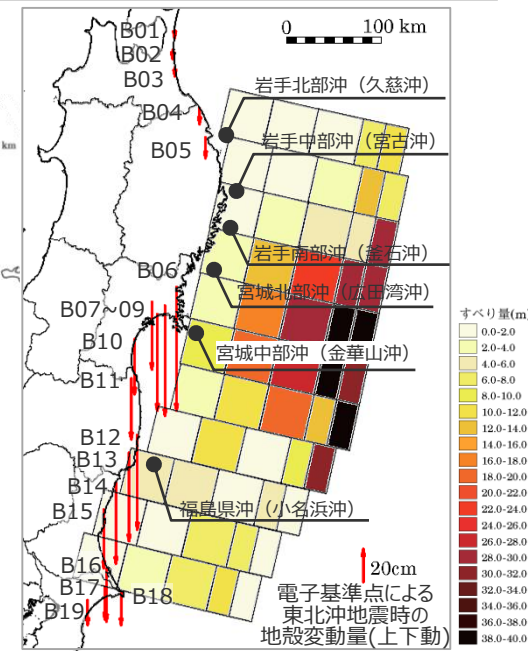 B01
0 100 km
B02
B03
岩手北部沖（久慈沖）
B04
岩手中部沖（宮古沖）
km
B05
岩手南部沖（釜石沖）
B06
宮城北部沖（広田湾沖）
B07~09
すべり量(m)
0.0-2.0
B10
2.0-4.0
宮城中部沖（金華山沖）
4.0-6.0
B11
6.0-8.0
8.0-10.0
10.0-12.0
12.0-14.0
B12
14.0-16.0
B13
16.0-18.0
18.0-20.0
B14
20.0-22.0
福島県沖（小名浜沖）
22.0-24.0
B15
24.0-26.0
26.0-28.0
28.0-30.0
B16
20cm
30.0-32.0
B17
電子基準点による
32.0-34.0
B18
東北沖地震時の
34.0-36.0
B19
地殻変動量(上下動)
36.0-38.0
38.0-40.0